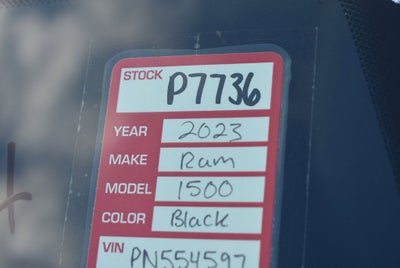 STOCK P7736
YEAR 2023
MAKE Ram
MODEL 1500
COLOR Black
VIN PN554597